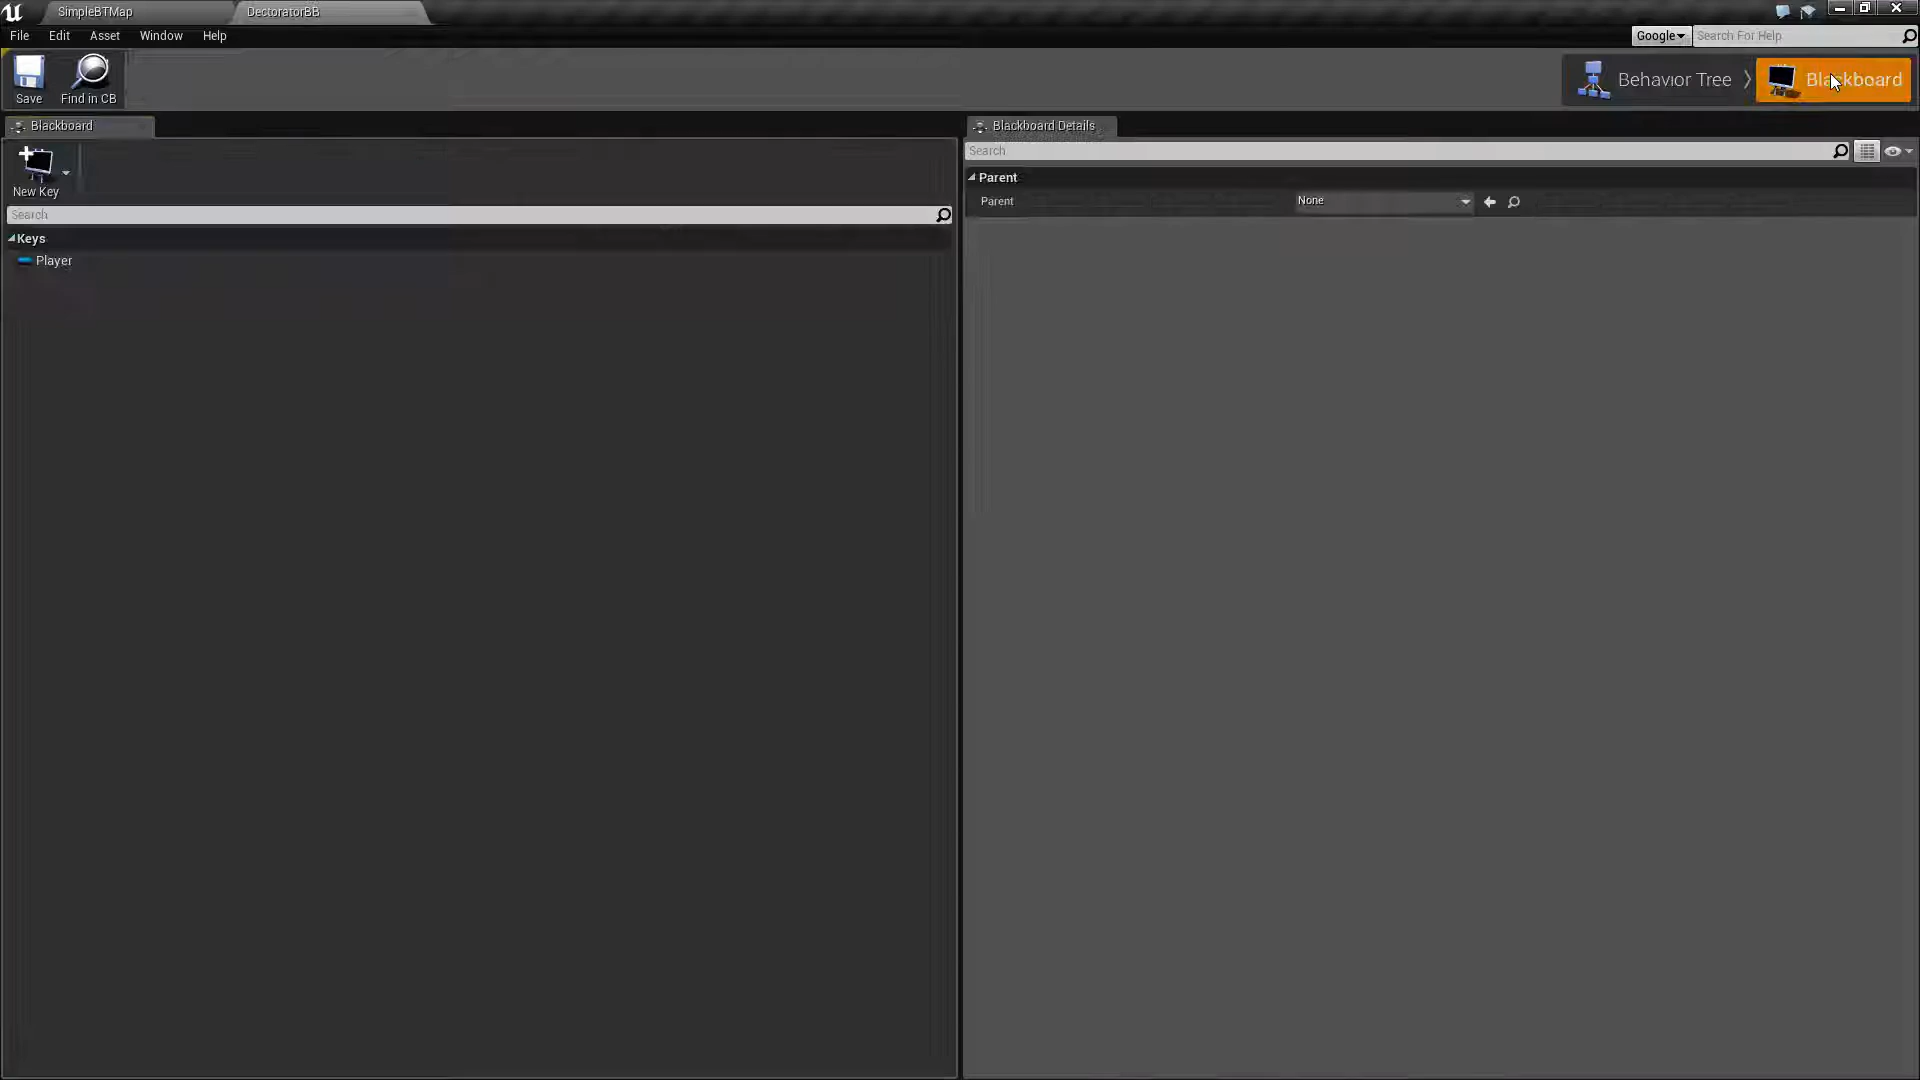 SimpleBTMap
DectoratorBB
File Edit Asset Window Help
Google
Search For Help
Save
Find in CB
Behavior Tree
Blackboard
Blackboard
New Key
Search
Keys
Player
Blackboard Details
Search
Parent
Parent
None